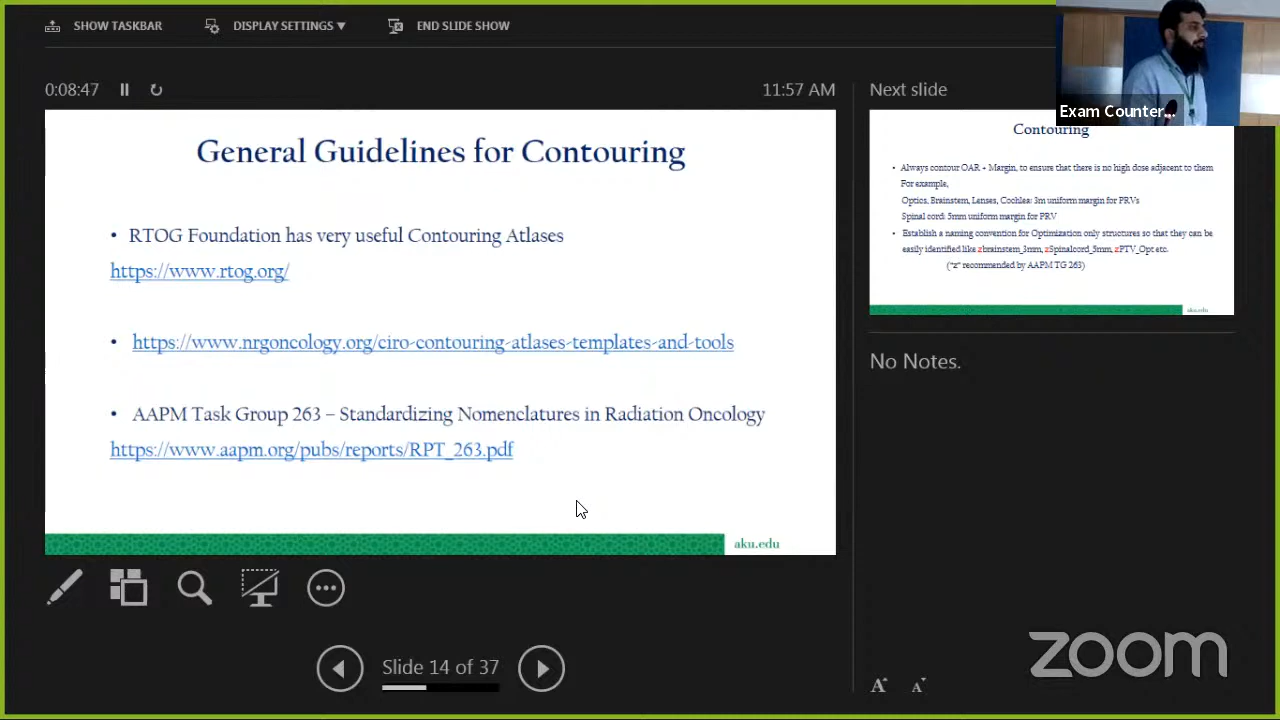 SHOW TASKBAR
DISPLAY SETTINGS ▼
END SLIDE SHOW
0:08:47
11:57 AM
General Guidelines for Contouring
• RTOG Foundation has very useful Contouring Atlases
https://www.rtog.org/
• https://www.nrgoncology.org/ciro-contouring-atlases-templates-and-tools
• AAPM Task Group 263 – Standardizing Nomenclatures in Radiation Oncology
https://www.aapm.org/pubs/reports/RPT_263.pdf
aku.edu
Slide 14 of 37
Next slide
Exam Counter...
Contouring
• Always contour OAR + Margin, to ensure that there is no high dose adjacent to them
For example,
Optics, Brainstem, Lenses, Cochlea: 3m uniform margin for PRVs
Spinal cord: 5mm uniform margin for PRV
• Establish a naming convention for Optimization only structures so that they can be
easily identified like zbrainstem_3mm, zSpinalcord_5mm, zPTV_Opt etc.
("z" recommended by AAPM TG 263)
aku.edu
No Notes.
zoom
A A